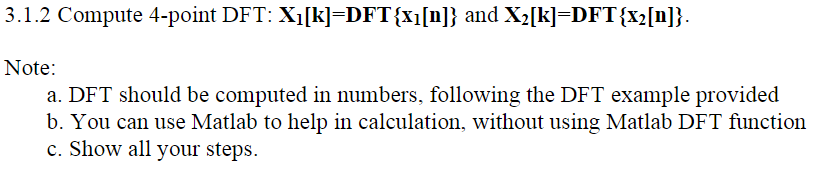 3.1.2 Compute 4-point DFT: X₁[k]=DFT{x₁[n]} and X₂[k]=DFT{x₂[n]}.
Note:
a. DFT should be computed in numbers, following the DFT example provided
b. You can use Matlab to help in calculation, without using Matlab DFT function
c. Show all your steps.